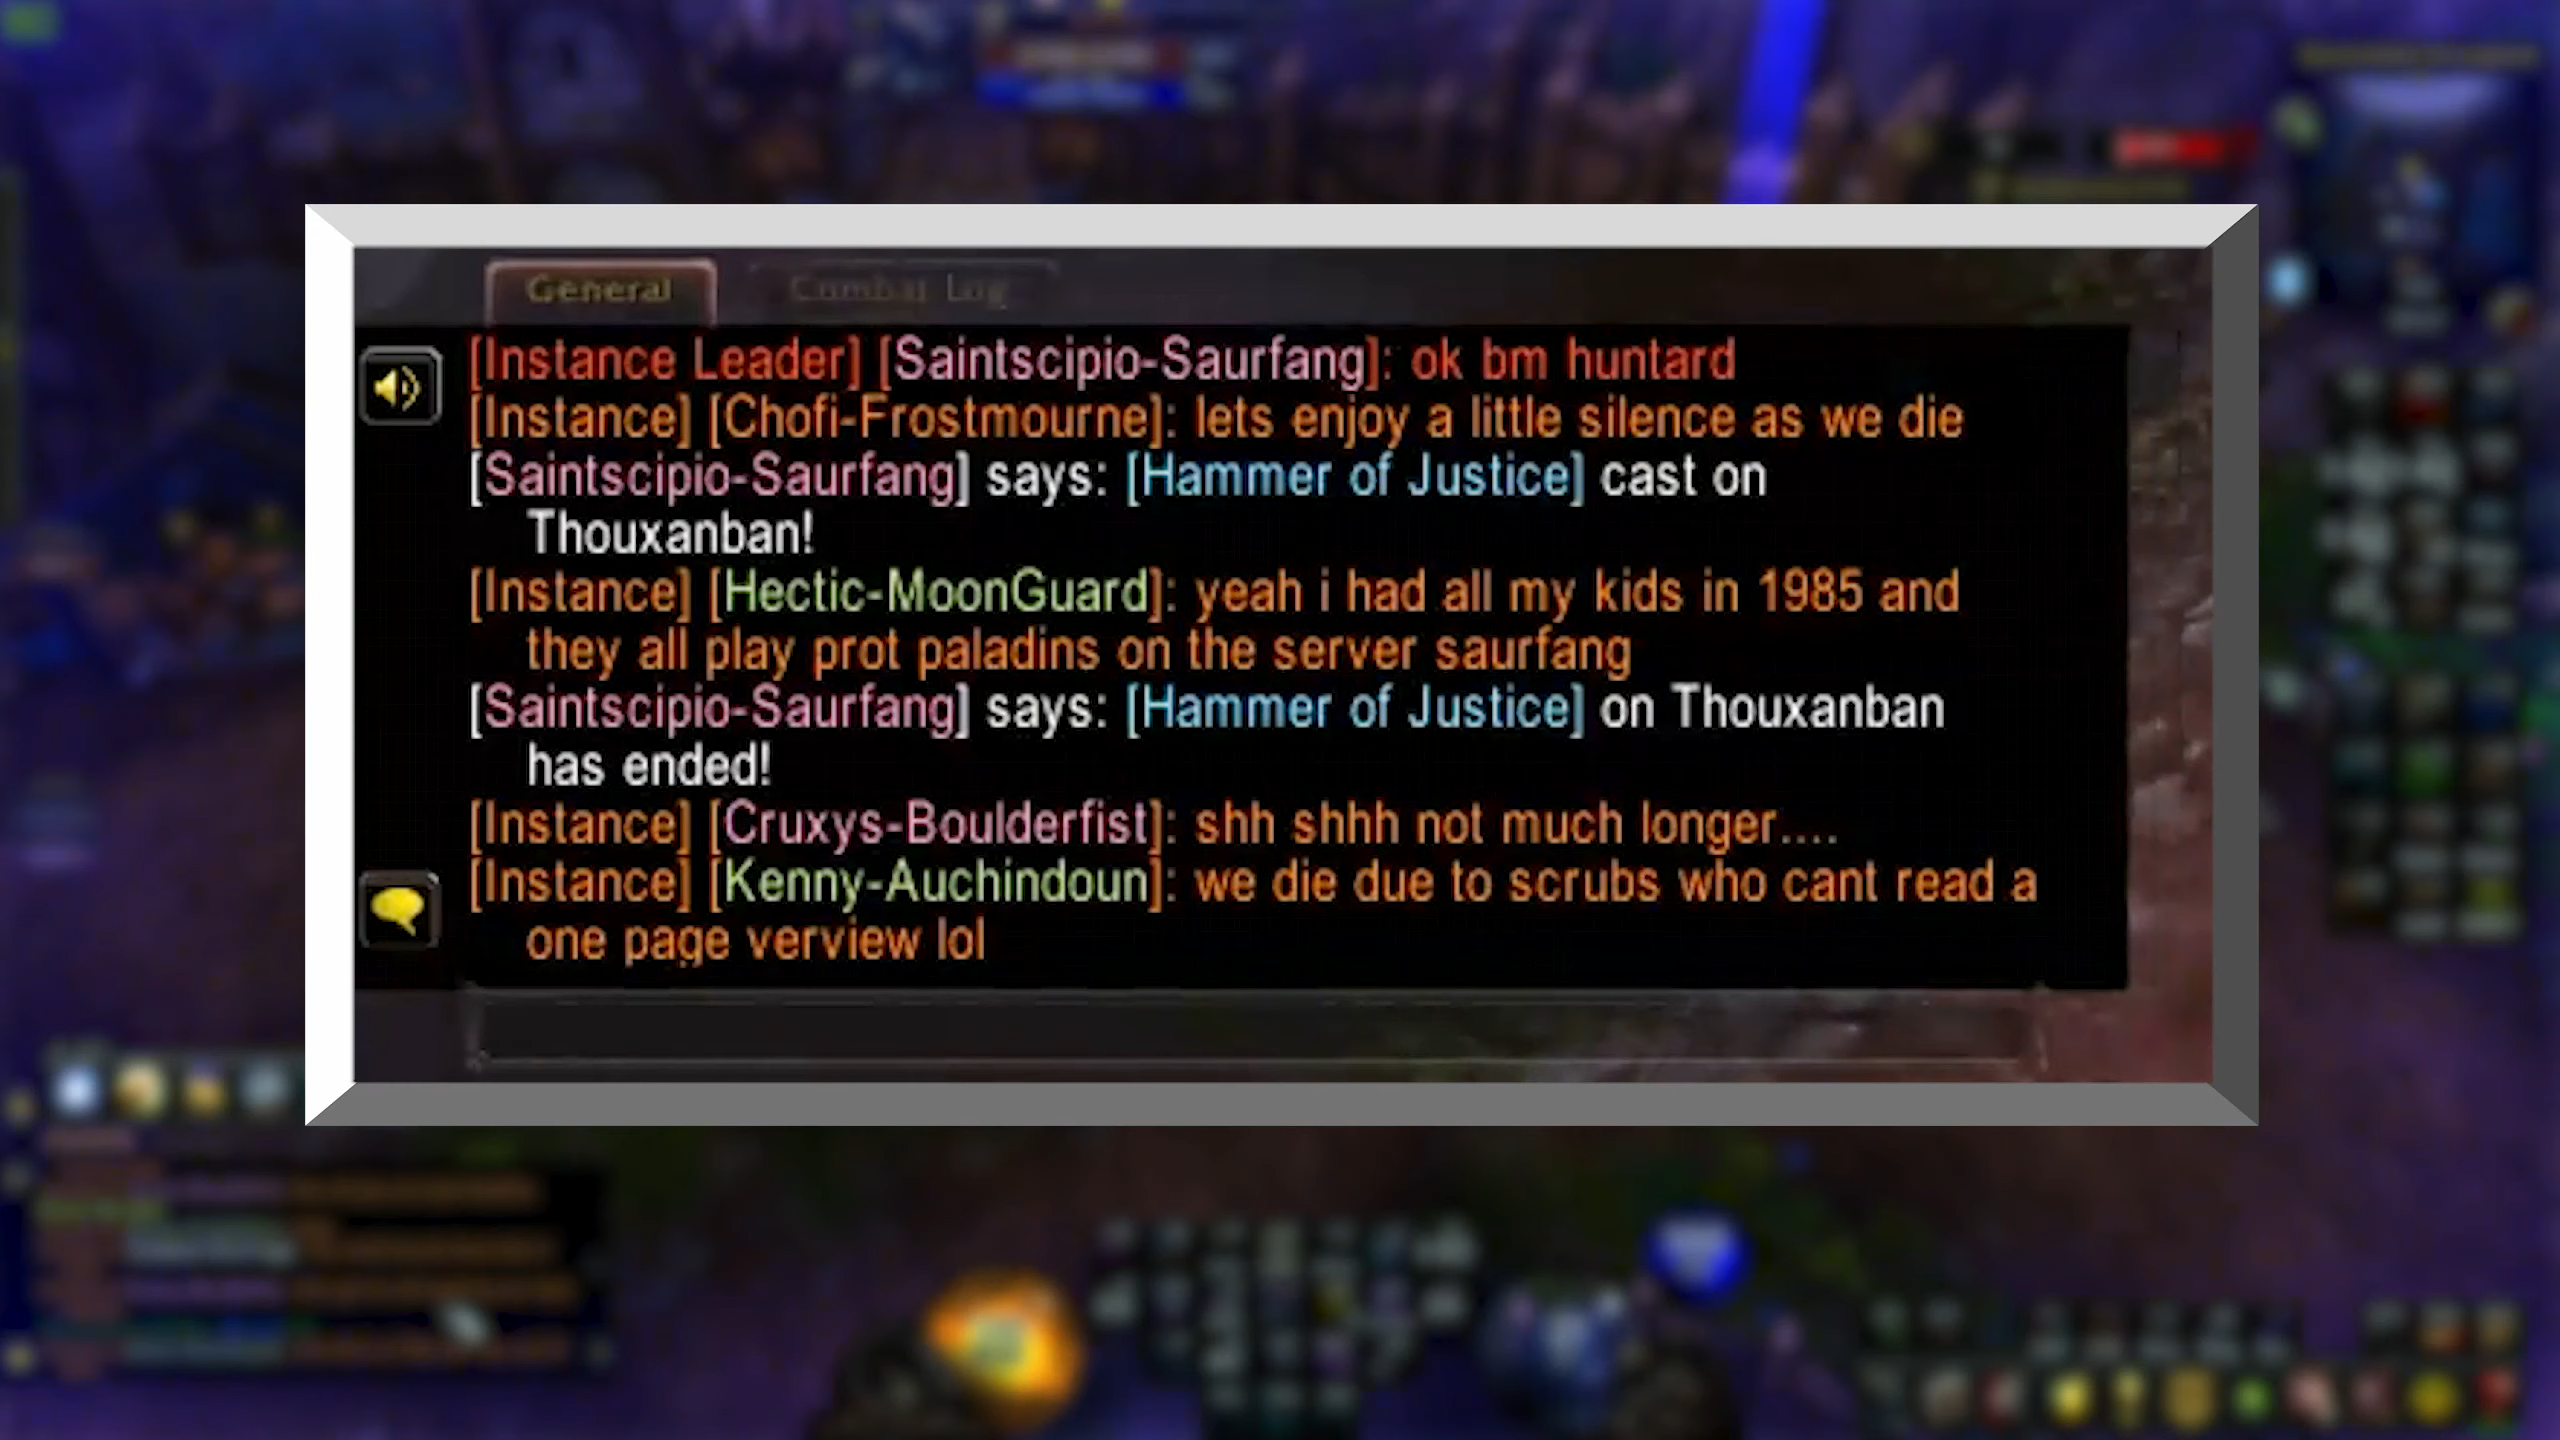 General Combat Log
[Instance Leader] [Saintscipio-Saurfang]: ok bm huntard
[Instance] [Chofi-Frostmourne]: lets enjoy a little silence as we die
[Saintscipio-Saurfang] says: [Hammer of Justice] cast on
Thouxanban!
[Instance] [Hectic-MoonGuard]: yeah i had all my kids in 1985 and
they all play prot paladins on the server saurfang
[Saintscipio-Saurfang] says: [Hammer of Justice] on Thouxanban
has ended!
[Instance] [Cruxys-Boulderfist]: shh shhh not much longer....
[Instance] [Kenny-Auchindoun]: we die due to scrubs who cant read a
one page verview lol